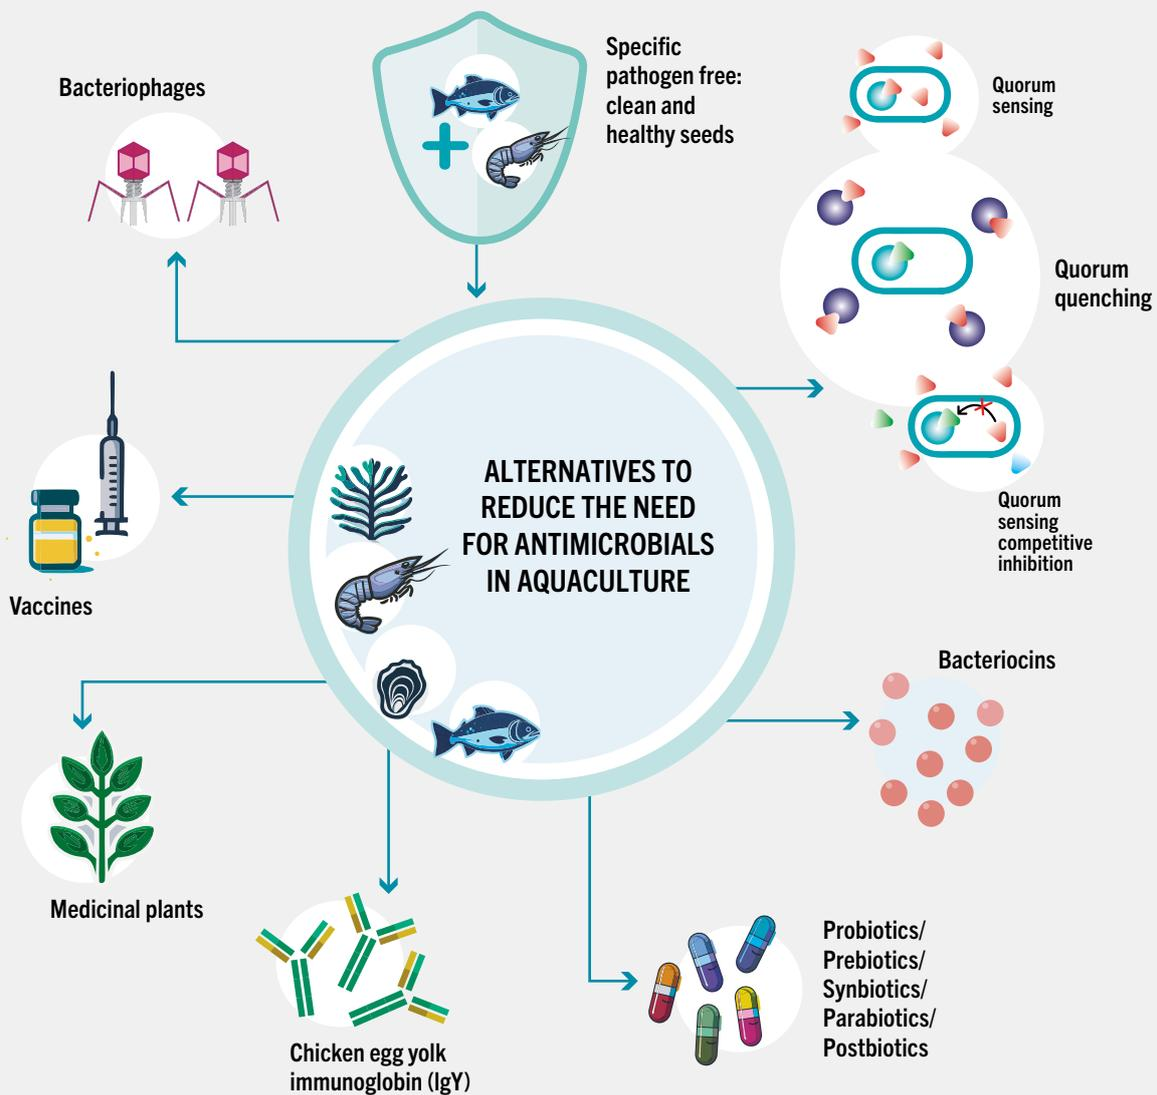 Bacteriophages
Specific
pathogen free:
clean and
healthy seeds
Quorum
sensing
Quorum
quenching
Quorum
sensing
competitive
inhibition
ALTERNATIVES TO
REDUCE THE NEED
FOR ANTIMICROBIALS
IN AQUACULTURE
Vaccines
Bacteriocins
Medicinal plants
Chicken egg yolk
immunoglobin (IgY)
Probiotics/
Prebiotics/
Synbiotics/
Parabiotics/
Postbiotics